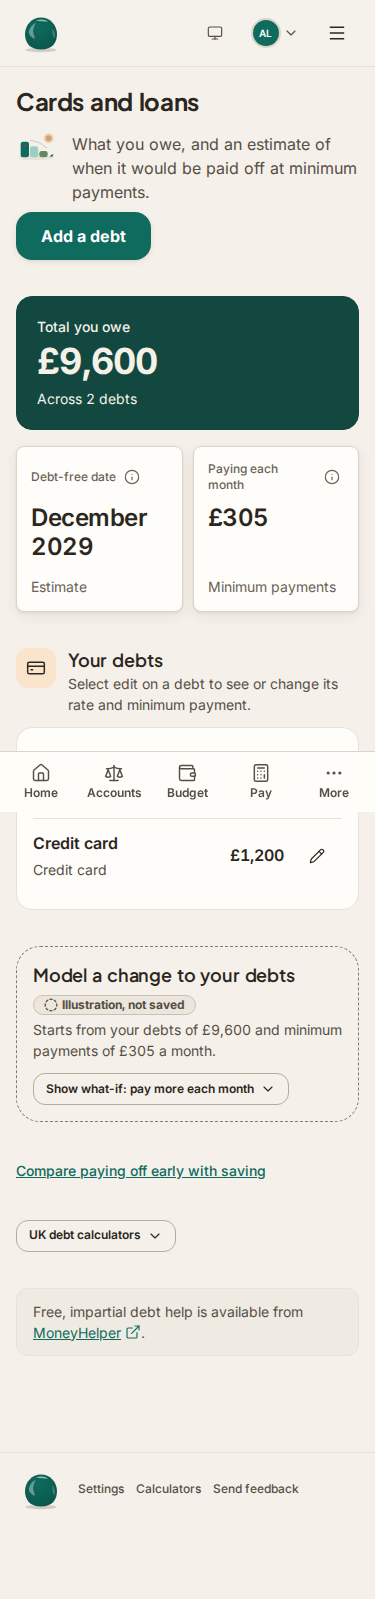 AL
Cards and loans
What you owe, and an estimate of
when it would be paid off at minimum
payments.
Add a debt
Total you owe
£9,600
Across 2 debts
Debt-free date
December
2029
Estimate
Paying each
month
£305
Minimum payments
Your debts
Select edit on a debt to see or change its
rate and minimum payment.
Home
Accounts
Budget
Pay
More
Credit card
£1,200
Credit card
Model a change to your debts
Illustration, not saved
Starts from your debts of £9,600 and minimum
payments of £305 a month.
Show what-if: pay more each month
Compare paying off early with saving
UK debt calculators
Free, impartial debt help is available from
MoneyHelper.
Settings
Calculators
Send feedback